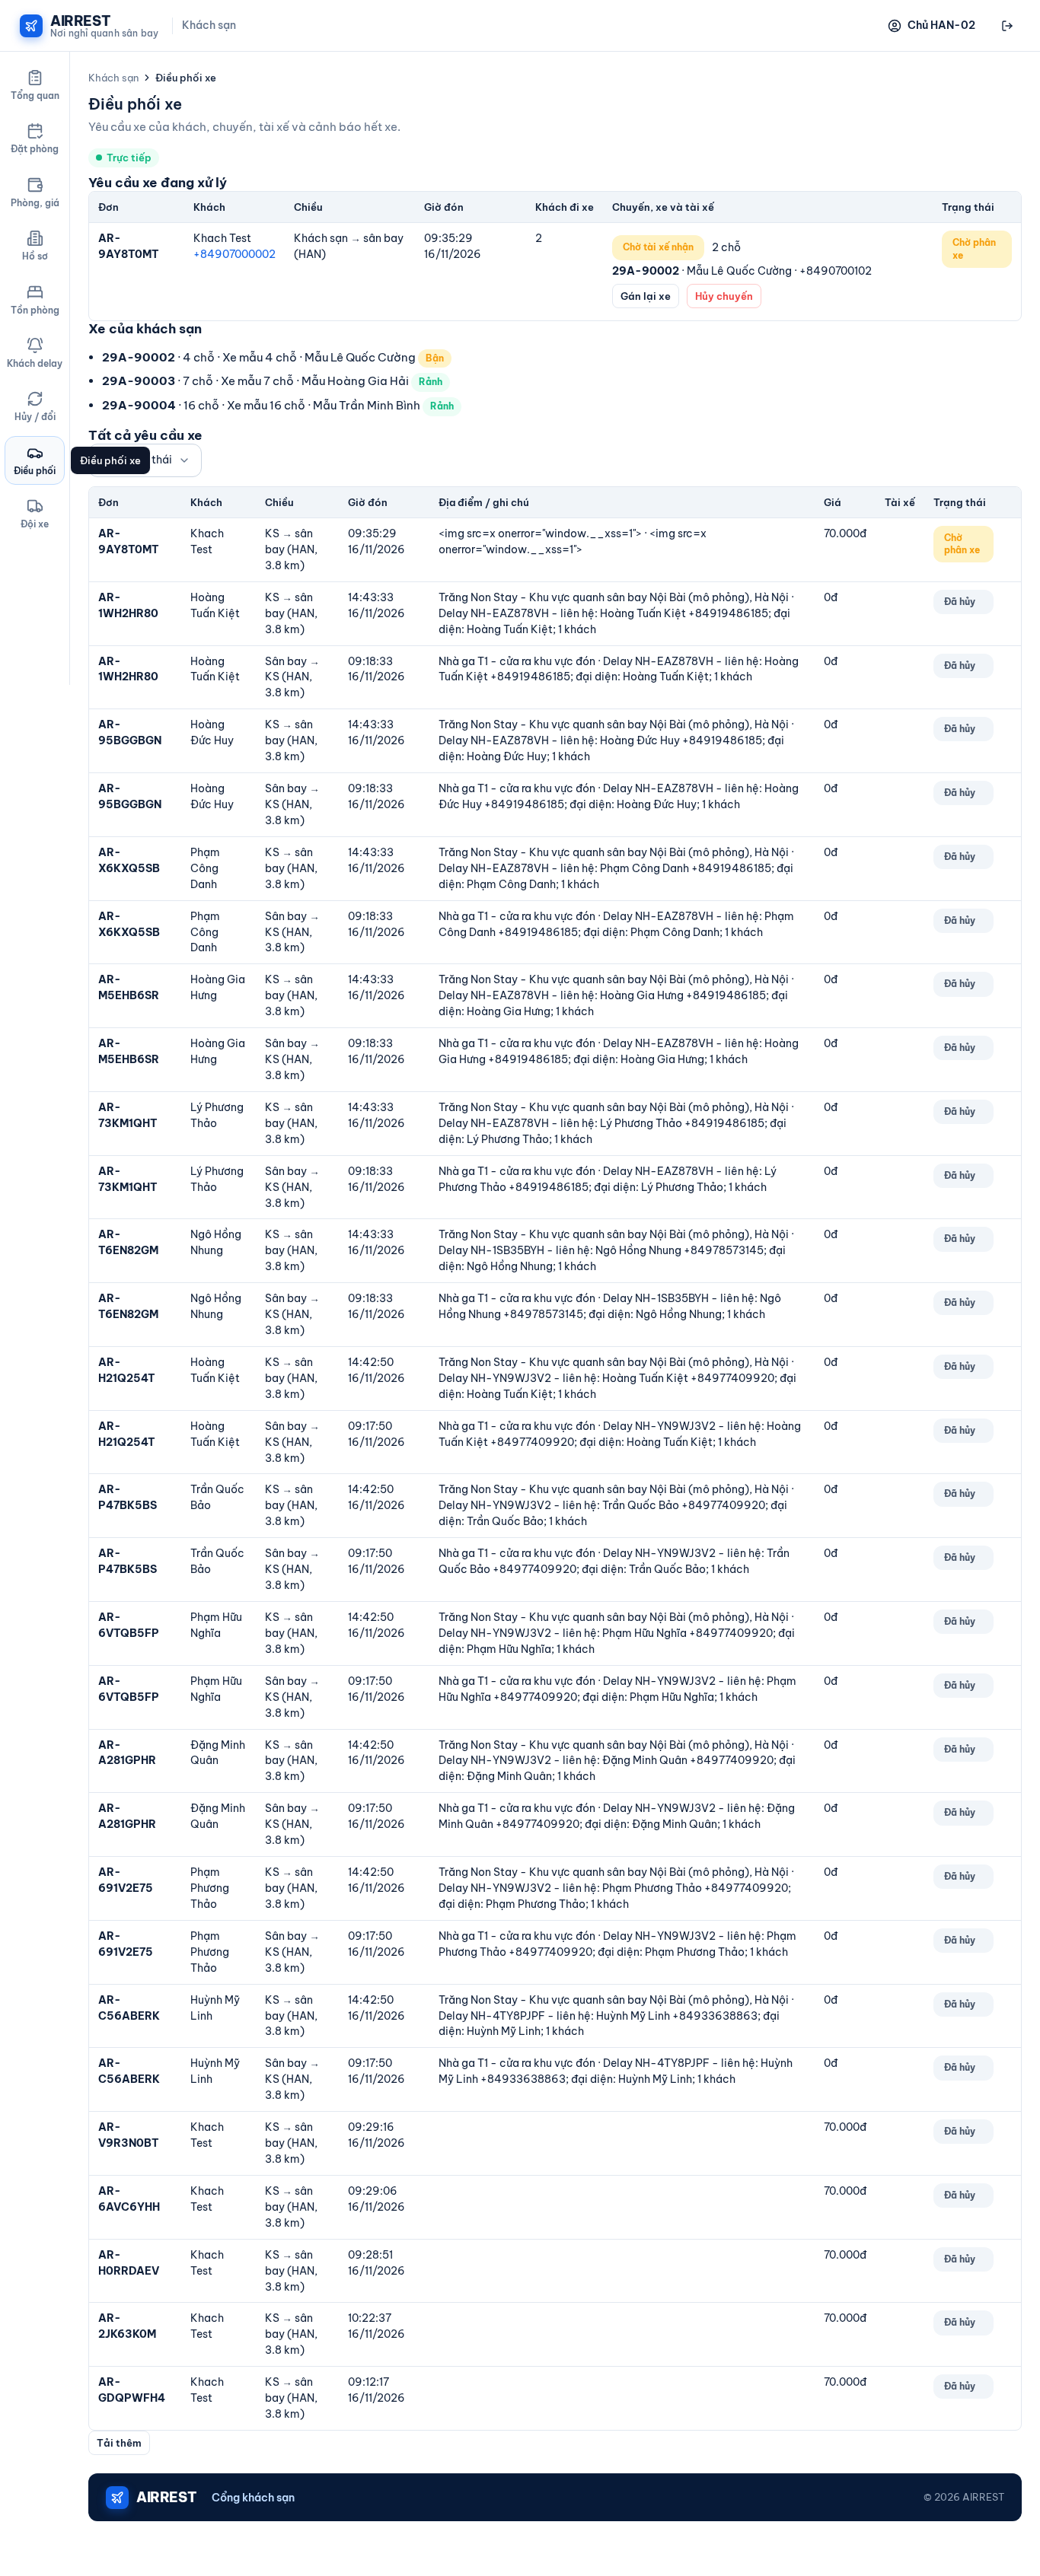 AIRREST
Nơi nghỉ quanh sân bay
Khách sạn
Chủ HAN-02
Tổng quan
Đặt phòng
Phòng, giá
Hồ sơ
Tồn phòng
Khách delay
Hủy / đổi
Điều phối
Đội xe
Khách sạn > Điều phối xe
Điều phối xe
Yêu cầu xe của khách, chuyến, tài xế và cảnh báo hết xe.
Trực tiếp
Yêu cầu xe đang xử lý
Đơn Khách Chiều Giờ đón Khách đi xe Chuyến, xe và tài xế Trạng thái
AR-9AY8T0MT Khach Test +84907000002 Khách sạn → sân bay (HAN) 09:35:29 16/11/2026 2 Chờ tài xế nhận 2 chỗ Chờ phân xe
29A-90002 · Mẫu Lê Quốc Cường · +8490700102
Gán lại xe Hủy chuyến
Xe của khách sạn
• 29A-90002 · 4 chỗ · Xe mẫu 4 chỗ · Mẫu Lê Quốc Cường Bận
• 29A-90003 · 7 chỗ · Xe mẫu 7 chỗ · Mẫu Hoàng Gia Hải Rảnh
• 29A-90004 · 16 chỗ · Xe mẫu 16 chỗ · Mẫu Trần Minh Bình Rảnh
Tất cả yêu cầu xe
Điều phối xe thái
Đơn Khách Chiều Giờ đón Địa điểm / ghi chú Giá Tài xế Trạng thái
AR-9AY8T0MT Khach Test KS → sân bay (HAN, 3.8 km) 09:35:29 16/11/2026 <img src=x onerror="window.__xss=1"> · <img src=x onerror="window.__xss=1"> 70.000đ Chờ phân xe
AR-1WH2HR80 Hoàng Tuấn Kiệt KS → sân bay (HAN, 3.8 km) 14:43:33 16/11/2026 Trăng Non Stay - Khu vực quanh sân bay Nội Bài (mô phỏng), Hà Nội · Delay NH-EAZ878VH - liên hệ: Hoàng Tuấn Kiệt +84919486185; đại diện: Hoàng Tuấn Kiệt; 1 khách 0đ Đã hủy
AR-1WH2HR80 Hoàng Tuấn Kiệt Sân bay → KS (HAN, 3.8 km) 09:18:33 16/11/2026 Nhà ga T1 - cửa ra khu vực đón · Delay NH-EAZ878VH - liên hệ: Hoàng Tuấn Kiệt +84919486185; đại diện: Hoàng Tuấn Kiệt; 1 khách 0đ Đã hủy
AR-95BGGBGN Hoàng Đức Huy KS → sân bay (HAN, 3.8 km) 14:43:33 16/11/2026 Trăng Non Stay - Khu vực quanh sân bay Nội Bài (mô phỏng), Hà Nội · Delay NH-EAZ878VH - liên hệ: Hoàng Đức Huy +84919486185; đại diện: Hoàng Đức Huy; 1 khách 0đ Đã hủy
AR-95BGGBGN Hoàng Đức Huy Sân bay → KS (HAN, 3.8 km) 09:18:33 16/11/2026 Nhà ga T1 - cửa ra khu vực đón · Delay NH-EAZ878VH - liên hệ: Hoàng Đức Huy +84919486185; đại diện: Hoàng Đức Huy; 1 khách 0đ Đã hủy
AR-X6KXQ5SB Phạm Công Danh KS → sân bay (HAN, 3.8 km) 14:43:33 16/11/2026 Trăng Non Stay - Khu vực quanh sân bay Nội Bài (mô phỏng), Hà Nội · Delay NH-EAZ878VH - liên hệ: Phạm Công Danh +84919486185; đại diện: Phạm Công Danh; 1 khách 0đ Đã hủy
AR-X6KXQ5SB Phạm Công Danh Sân bay → KS (HAN, 3.8 km) 09:18:33 16/11/2026 Nhà ga T1 - cửa ra khu vực đón · Delay NH-EAZ878VH - liên hệ: Phạm Công Danh +84919486185; đại diện: Phạm Công Danh; 1 khách 0đ Đã hủy
AR-M5EHB6SR Hoàng Gia Hưng KS → sân bay (HAN, 3.8 km) 14:43:33 16/11/2026 Trăng Non Stay - Khu vực quanh sân bay Nội Bài (mô phỏng), Hà Nội · Delay NH-EAZ878VH - liên hệ: Hoàng Gia Hưng +84919486185; đại diện: Hoàng Gia Hưng; 1 khách 0đ Đã hủy
AR-M5EHB6SR Hoàng Gia Hưng Sân bay → KS (HAN, 3.8 km) 09:18:33 16/11/2026 Nhà ga T1 - cửa ra khu vực đón · Delay NH-EAZ878VH - liên hệ: Hoàng Gia Hưng +84919486185; đại diện: Hoàng Gia Hưng; 1 khách 0đ Đã hủy
AR-73KM1QHT Lý Phương Thảo KS → sân bay (HAN, 3.8 km) 14:43:33 16/11/2026 Trăng Non Stay - Khu vực quanh sân bay Nội Bài (mô phỏng), Hà Nội · Delay NH-EAZ878VH - liên hệ: Lý Phương Thảo +84919486185; đại diện: Lý Phương Thảo; 1 khách 0đ Đã hủy
AR-73KM1QHT Lý Phương Thảo Sân bay → KS (HAN, 3.8 km) 09:18:33 16/11/2026 Nhà ga T1 - cửa ra khu vực đón · Delay NH-EAZ878VH - liên hệ: Lý Phương Thảo +84919486185; đại diện: Lý Phương Thảo; 1 khách 0đ Đã hủy
AR-T6EN82GM Ngô Hồng Nhung KS → sân bay (HAN, 3.8 km) 14:43:33 16/11/2026 Trăng Non Stay - Khu vực quanh sân bay Nội Bài (mô phỏng), Hà Nội · Delay NH-1SB35BYH - liên hệ: Ngô Hồng Nhung +84978573145; đại diện: Ngô Hồng Nhung; 1 khách 0đ Đã hủy
AR-T6EN82GM Ngô Hồng Nhung Sân bay → KS (HAN, 3.8 km) 09:18:33 16/11/2026 Nhà ga T1 - cửa ra khu vực đón · Delay NH-1SB35BYH - liên hệ: Ngô Hồng Nhung +84978573145; đại diện: Ngô Hồng Nhung; 1 khách 0đ Đã hủy
AR-H21Q254T Hoàng Tuấn Kiệt KS → sân bay (HAN, 3.8 km) 14:42:50 16/11/2026 Trăng Non Stay - Khu vực quanh sân bay Nội Bài (mô phỏng), Hà Nội · Delay NH-YN9WJ3V2 - liên hệ: Hoàng Tuấn Kiệt +84977409920; đại diện: Hoàng Tuấn Kiệt; 1 khách 0đ Đã hủy
AR-H21Q254T Hoàng Tuấn Kiệt Sân bay → KS (HAN, 3.8 km) 09:17:50 16/11/2026 Nhà ga T1 - cửa ra khu vực đón · Delay NH-YN9WJ3V2 - liên hệ: Hoàng Tuấn Kiệt +84977409920; đại diện: Hoàng Tuấn Kiệt; 1 khách 0đ Đã hủy
AR-P47BK5BS Trần Quốc Bảo KS → sân bay (HAN, 3.8 km) 14:42:50 16/11/2026 Trăng Non Stay - Khu vực quanh sân bay Nội Bài (mô phỏng), Hà Nội · Delay NH-YN9WJ3V2 - liên hệ: Trần Quốc Bảo +84977409920; đại diện: Trần Quốc Bảo; 1 khách 0đ Đã hủy
AR-P47BK5BS Trần Quốc Bảo Sân bay → KS (HAN, 3.8 km) 09:17:50 16/11/2026 Nhà ga T1 - cửa ra khu vực đón · Delay NH-YN9WJ3V2 - liên hệ: Trần Quốc Bảo +84977409920; đại diện: Trần Quốc Bảo; 1 khách 0đ Đã hủy
AR-6VTQB5FP Phạm Hữu Nghĩa KS → sân bay (HAN, 3.8 km) 14:42:50 16/11/2026 Trăng Non Stay - Khu vực quanh sân bay Nội Bài (mô phỏng), Hà Nội · Delay NH-YN9WJ3V2 - liên hệ: Phạm Hữu Nghĩa +84977409920; đại diện: Phạm Hữu Nghĩa; 1 khách 0đ Đã hủy
AR-6VTQB5FP Phạm Hữu Nghĩa Sân bay → KS (HAN, 3.8 km) 09:17:50 16/11/2026 Nhà ga T1 - cửa ra khu vực đón · Delay NH-YN9WJ3V2 - liên hệ: Phạm Hữu Nghĩa +84977409920; đại diện: Phạm Hữu Nghĩa; 1 khách 0đ Đã hủy
AR-A281GPHR Đặng Minh Quân KS → sân bay (HAN, 3.8 km) 14:42:50 16/11/2026 Trăng Non Stay - Khu vực quanh sân bay Nội Bài (mô phỏng), Hà Nội · Delay NH-YN9WJ3V2 - liên hệ: Đặng Minh Quân +84977409920; đại diện: Đặng Minh Quân; 1 khách 0đ Đã hủy
AR-A281GPHR Đặng Minh Quân Sân bay → KS (HAN, 3.8 km) 09:17:50 16/11/2026 Nhà ga T1 - cửa ra khu vực đón · Delay NH-YN9WJ3V2 - liên hệ: Đặng Minh Quân +84977409920; đại diện: Đặng Minh Quân; 1 khách 0đ Đã hủy
AR-691V2E75 Phạm Phương Thảo KS → sân bay (HAN, 3.8 km) 14:42:50 16/11/2026 Trăng Non Stay - Khu vực quanh sân bay Nội Bài (mô phỏng), Hà Nội · Delay NH-YN9WJ3V2 - liên hệ: Phạm Phương Thảo +84977409920; đại diện: Phạm Phương Thảo; 1 khách 0đ Đã hủy
AR-691V2E75 Phạm Phương Thảo Sân bay → KS (HAN, 3.8 km) 09:17:50 16/11/2026 Nhà ga T1 - cửa ra khu vực đón · Delay NH-YN9WJ3V2 - liên hệ: Phạm Phương Thảo +84977409920; đại diện: Phạm Phương Thảo; 1 khách 0đ Đã hủy
AR-C56ABERK Huỳnh Mỹ Linh KS → sân bay (HAN, 3.8 km) 14:42:50 16/11/2026 Trăng Non Stay - Khu vực quanh sân bay Nội Bài (mô phỏng), Hà Nội · Delay NH-4TY8PJPF - liên hệ: Huỳnh Mỹ Linh +84933638863; đại diện: Huỳnh Mỹ Linh; 1 khách 0đ Đã hủy
AR-C56ABERK Huỳnh Mỹ Linh Sân bay → KS (HAN, 3.8 km) 09:17:50 16/11/2026 Nhà ga T1 - cửa ra khu vực đón · Delay NH-4TY8PJPF - liên hệ: Huỳnh Mỹ Linh +84933638863; đại diện: Huỳnh Mỹ Linh; 1 khách 0đ Đã hủy
AR-V9R3N0BT Khach Test KS → sân bay (HAN, 3.8 km) 09:29:16 16/11/2026 70.000đ Đã hủy
AR-6AVC6YHH Khach Test KS → sân bay (HAN, 3.8 km) 09:29:06 16/11/2026 70.000đ Đã hủy
AR-H0RRDAEV Khach Test KS → sân bay (HAN, 3.8 km) 09:28:51 16/11/2026 70.000đ Đã hủy
AR-2JK63K0M Khach Test KS → sân bay (HAN, 3.8 km) 10:22:37 16/11/2026 70.000đ Đã hủy
AR-GDQPWFH4 Khach Test KS → sân bay (HAN, 3.8 km) 09:12:17 16/11/2026 70.000đ Đã hủy
Tải thêm
AIRREST Cổng khách sạn © 2026 AIRREST